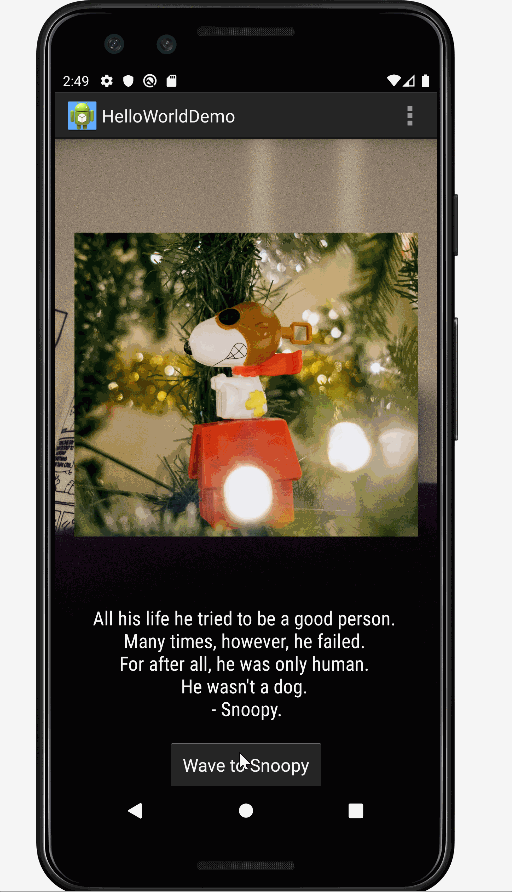 2:49
HelloWorldDemo
All his life he tried to be a good person.
Many times, however, he failed.
For after all, he was only human.
He wasn't a dog.
- Snoopy.
Wave to Snoopy